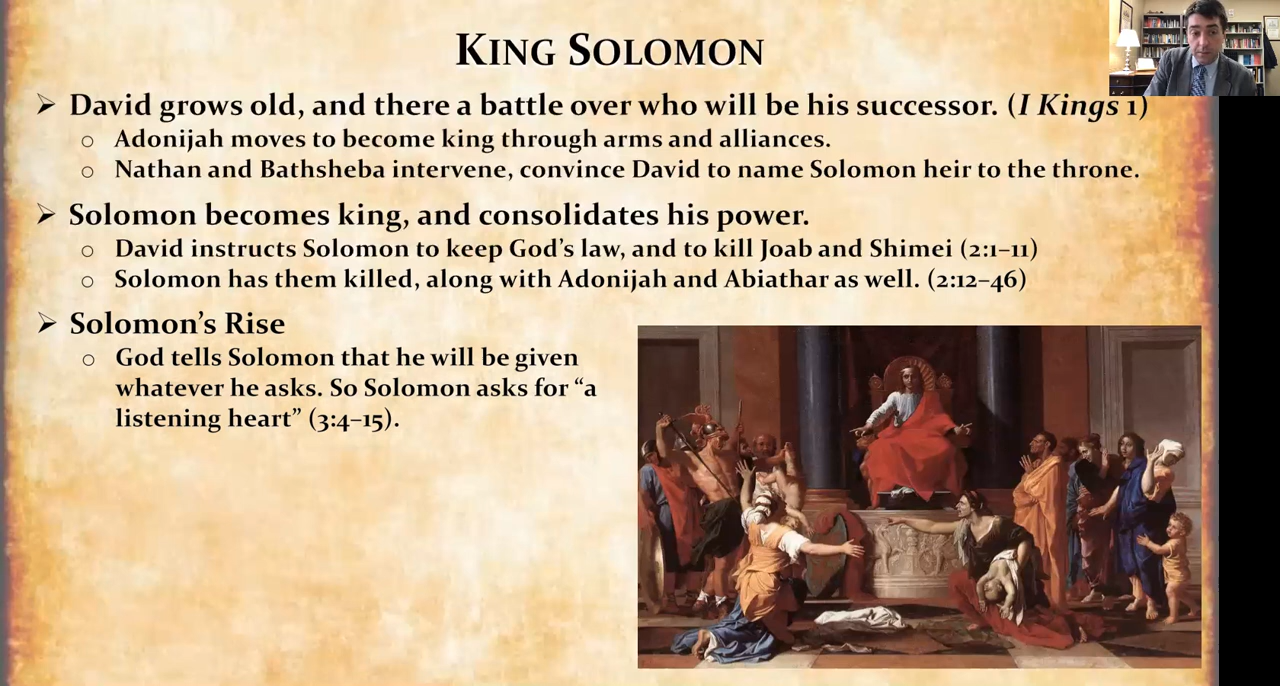 King Solomon
➢ David grows old, and there a battle over who will be his successor. (I Kings 1)
o Adonijah moves to become king through arms and alliances.
o Nathan and Bathsheba intervene, convince David to name Solomon heir to the throne.
➢ Solomon becomes king, and consolidates his power.
o David instructs Solomon to keep God’s law, and to kill Joab and Shimei (2:1–11)
o Solomon has them killed, along with Adonijah and Abiathar as well. (2:12–46)
➢ Solomon’s Rise
o God tells Solomon that he will be given
whatever he asks. So Solomon asks for “a
listening heart” (3:4–15).